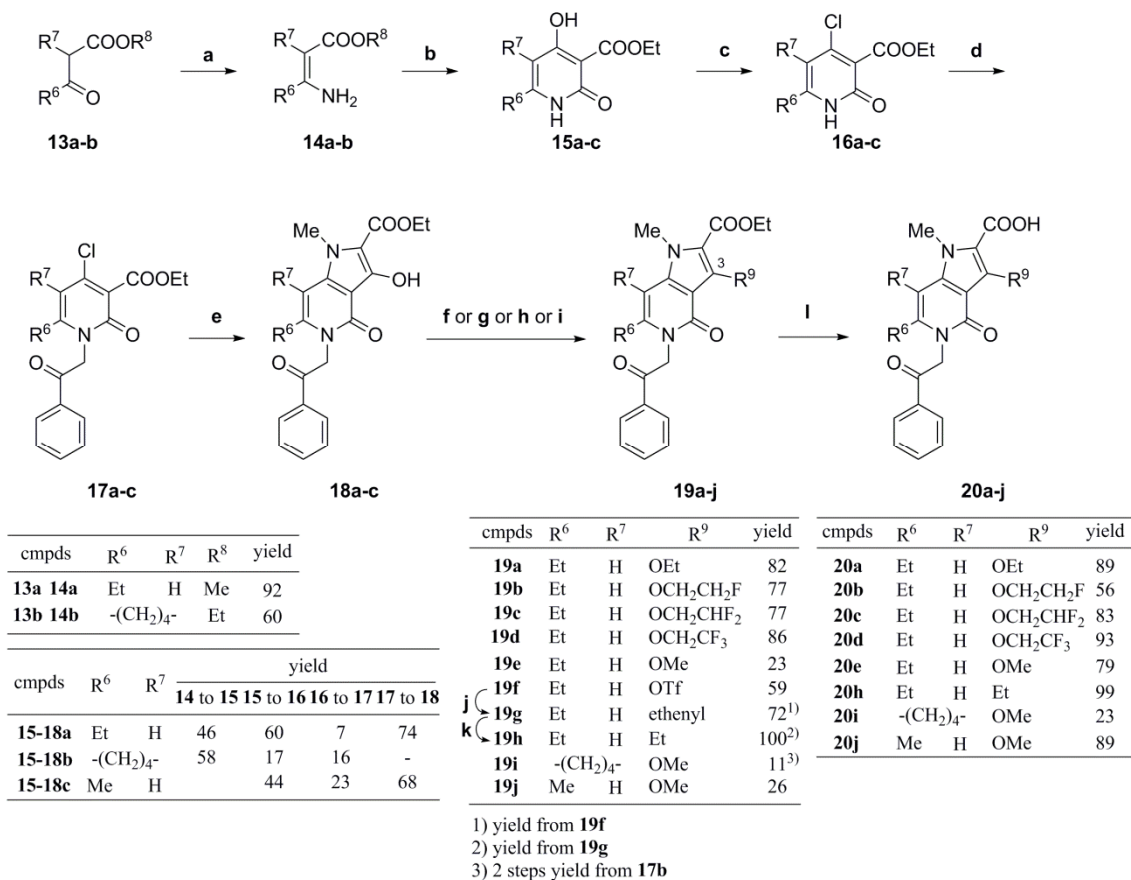 R⁷ COOR⁸ R⁶ O
a
R⁷ COOR⁸ R⁶ NH₂
b
OH R⁷ COOEt R⁶ N H O
c
Cl R⁷ COOEt R⁶ N H O
d
13a-b 14a-b 15a-c 16a-c
Cl R⁷ COOEt R⁶ N O O
e
Me N COOEt R⁷ OH R⁶ N O O
f or g or h or i
Me N COOEt R⁷ 3 R⁹ R⁶ N O O
l
Me N COOH R⁷ R⁹ R⁶ N O O
17a-c 18a-c 19a-j 20a-j
cmpds R⁶ R⁷ R⁸ yield
13a 14a Et H Me 92
13b 14b -(CH₂)₄- Et 60
cmpds R⁶ R⁷ yield
14 to 15 15 to 16 16 to 17 17 to 18
15-18a Et H 46 60 7 74
15-18b -(CH₂)₄- 58 17 16 -
15-18c Me H 44 23 68
cmpds R⁶ R⁷ R⁹ yield
19a Et H OEt 82
19b Et H OCH₂CH₂F 77
19c Et H OCH₂CHF₂ 77
19d Et H OCH₂CF₃ 86
19e Et H OMe 23
19f Et H OTf 59
j 19g Et H ethenyl 72¹⁾
k 19h Et H Et 100²⁾
19i -(CH₂)₄- OMe 11³⁾
19j Me H OMe 26
1) yield from 19f
2) yield from 19g
3) 2 steps yield from 17b
cmpds R⁶ R⁷ R⁹ yield
20a Et H OEt 89
20b Et H OCH₂CH₂F 56
20c Et H OCH₂CHF₂ 83
20d Et H OCH₂CF₃ 93
20e Et H OMe 79
20h Et H Et 99
20i -(CH₂)₄- OMe 23
20j Me H OMe 89